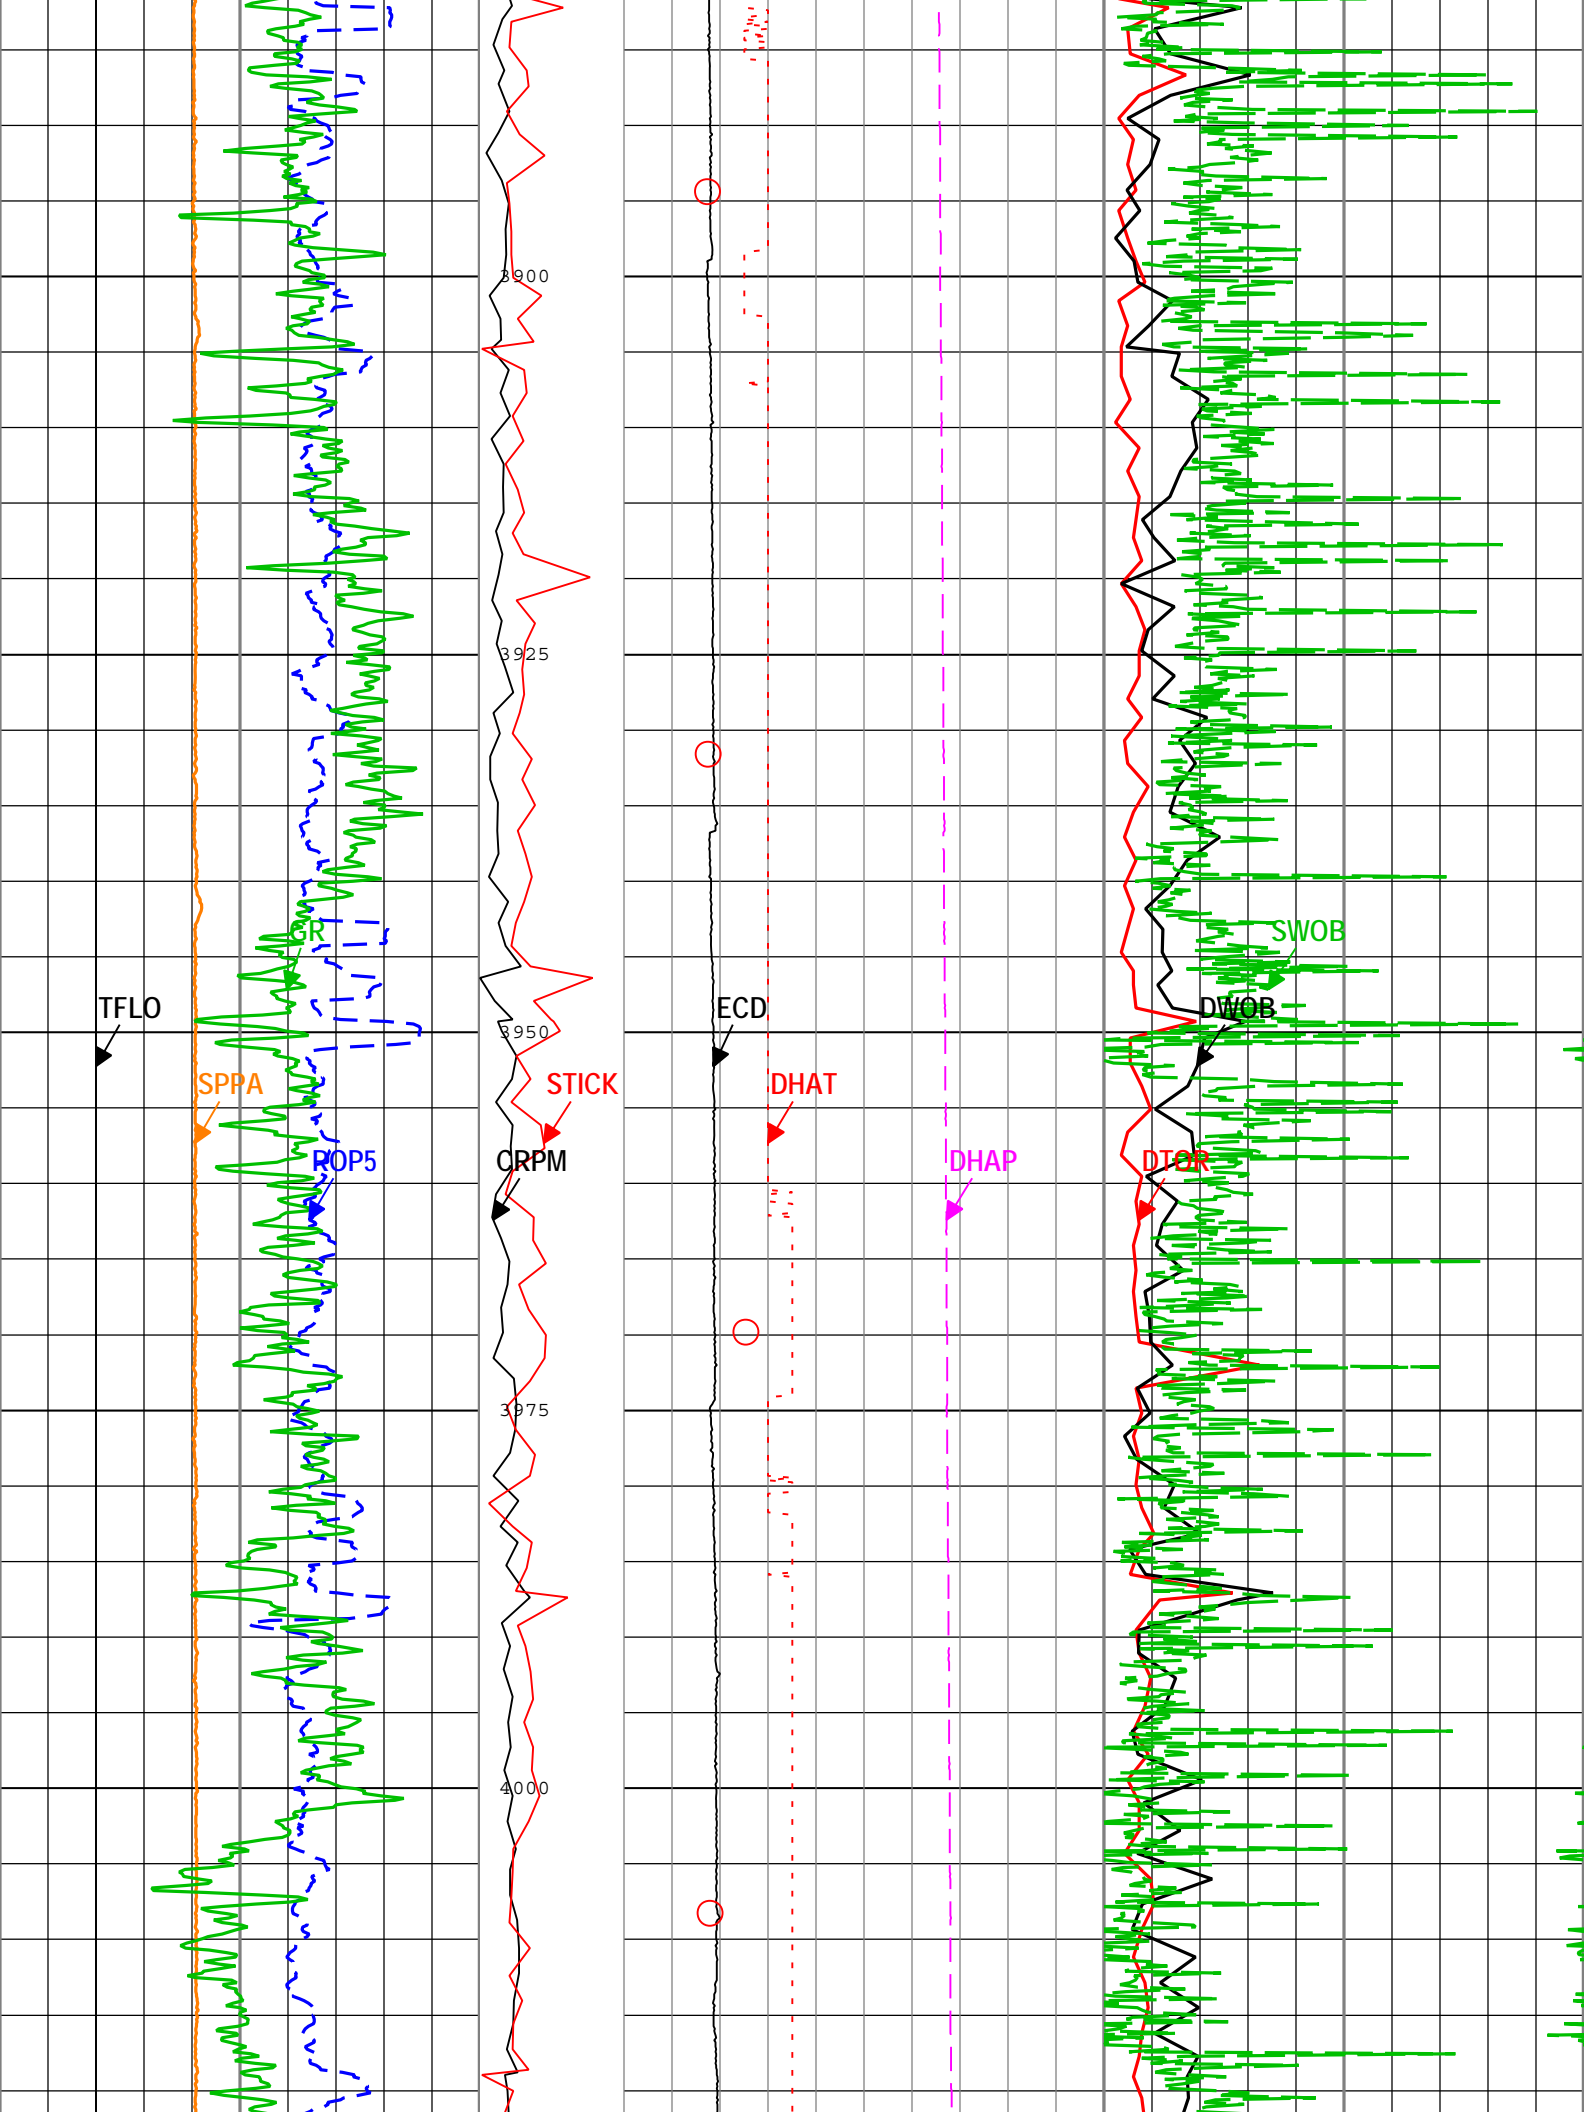 3900
3925
GR
SWOB
TFLO
ECD
DWOB
3950
SPPA
STICK
DHAT
ROP5
CRPM
DHAP
DTOR
3975
4000